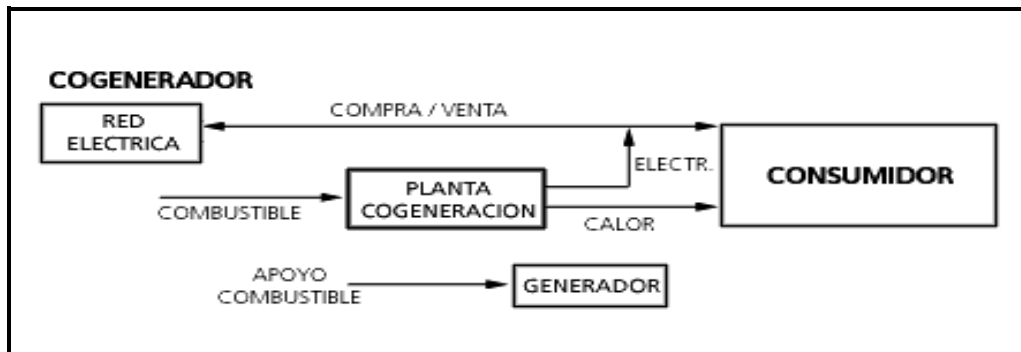 COGENERADOR
RED
ELECTRICA
COMPRA / VENTA
ELECTR.
CONSUMIDOR
COMBUSTIBLE
PLANTA
COGENERACION
CALOR
APOYO
COMBUSTIBLE
GENERADOR